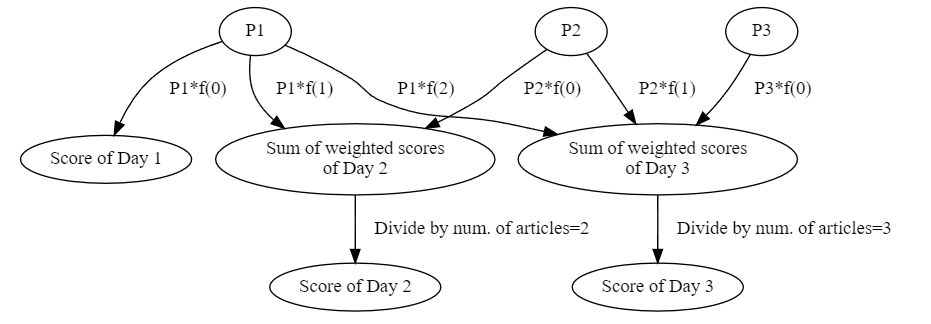 P1
P2
P3
P1*f(0)
P1*f(1)
P1*f(2)
P2*f(0)
P2*f(1)
P3*f(0)
Score of Day 1
Sum of weighted scores
of Day 2
Sum of weighted scores
of Day 3
Divide by num. of articles=2
Divide by num. of articles=3
Score of Day 2
Score of Day 3